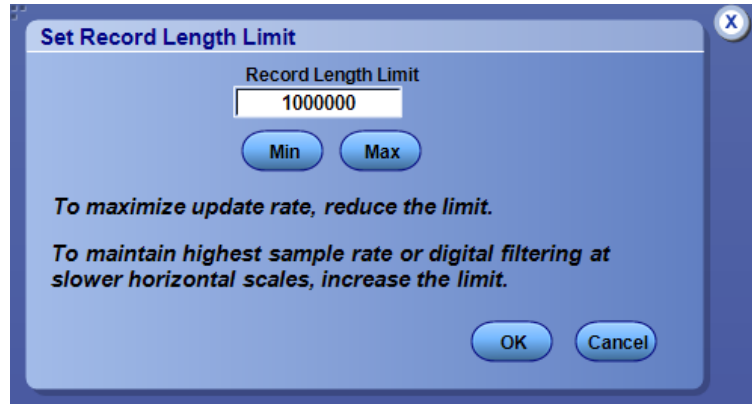 X
Set Record Length Limit
Record Length Limit
1000000
Min Max
To maximize update rate, reduce the limit.
To maintain highest sample rate or digital filtering at
slower horizontal scales, increase the limit.
OK Cancel